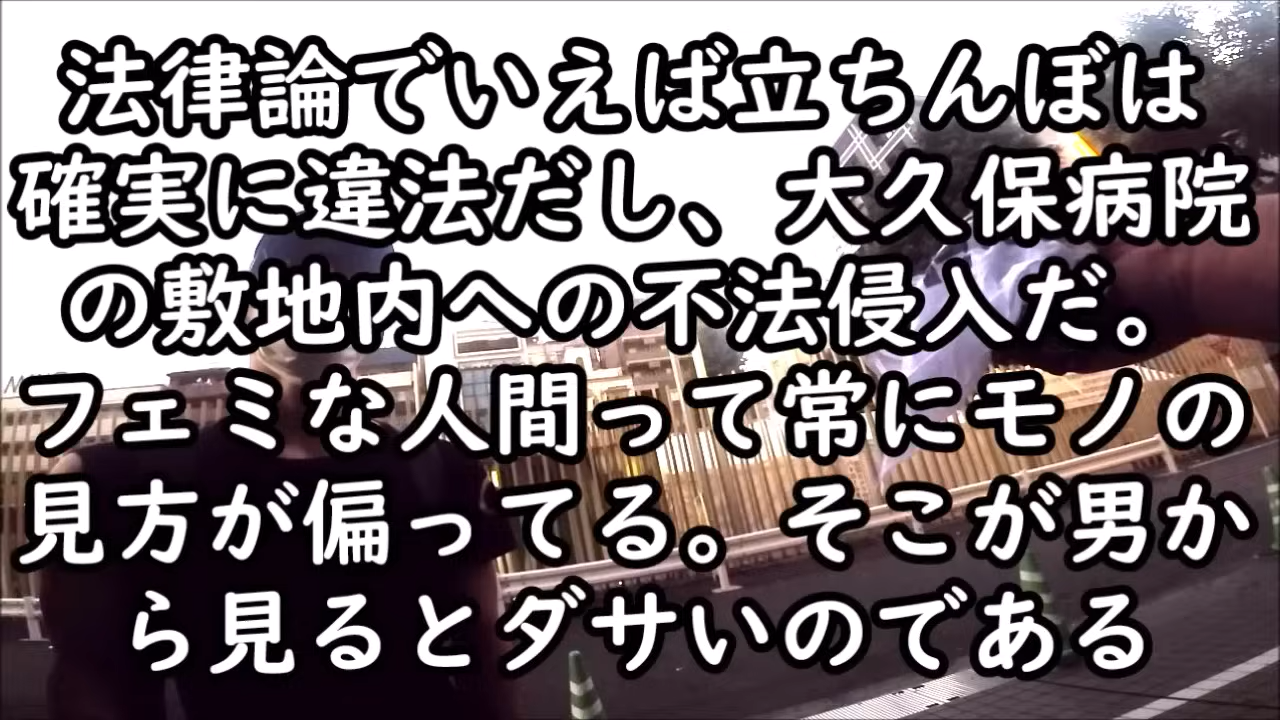 法律論でいえば立ちんぼは
確実に違法だし、大久保病院
の敷地内への不法侵入だ。
フェミな人間って常にモノの
見方が偏ってる。そこが男か
ら見るとダサいのである